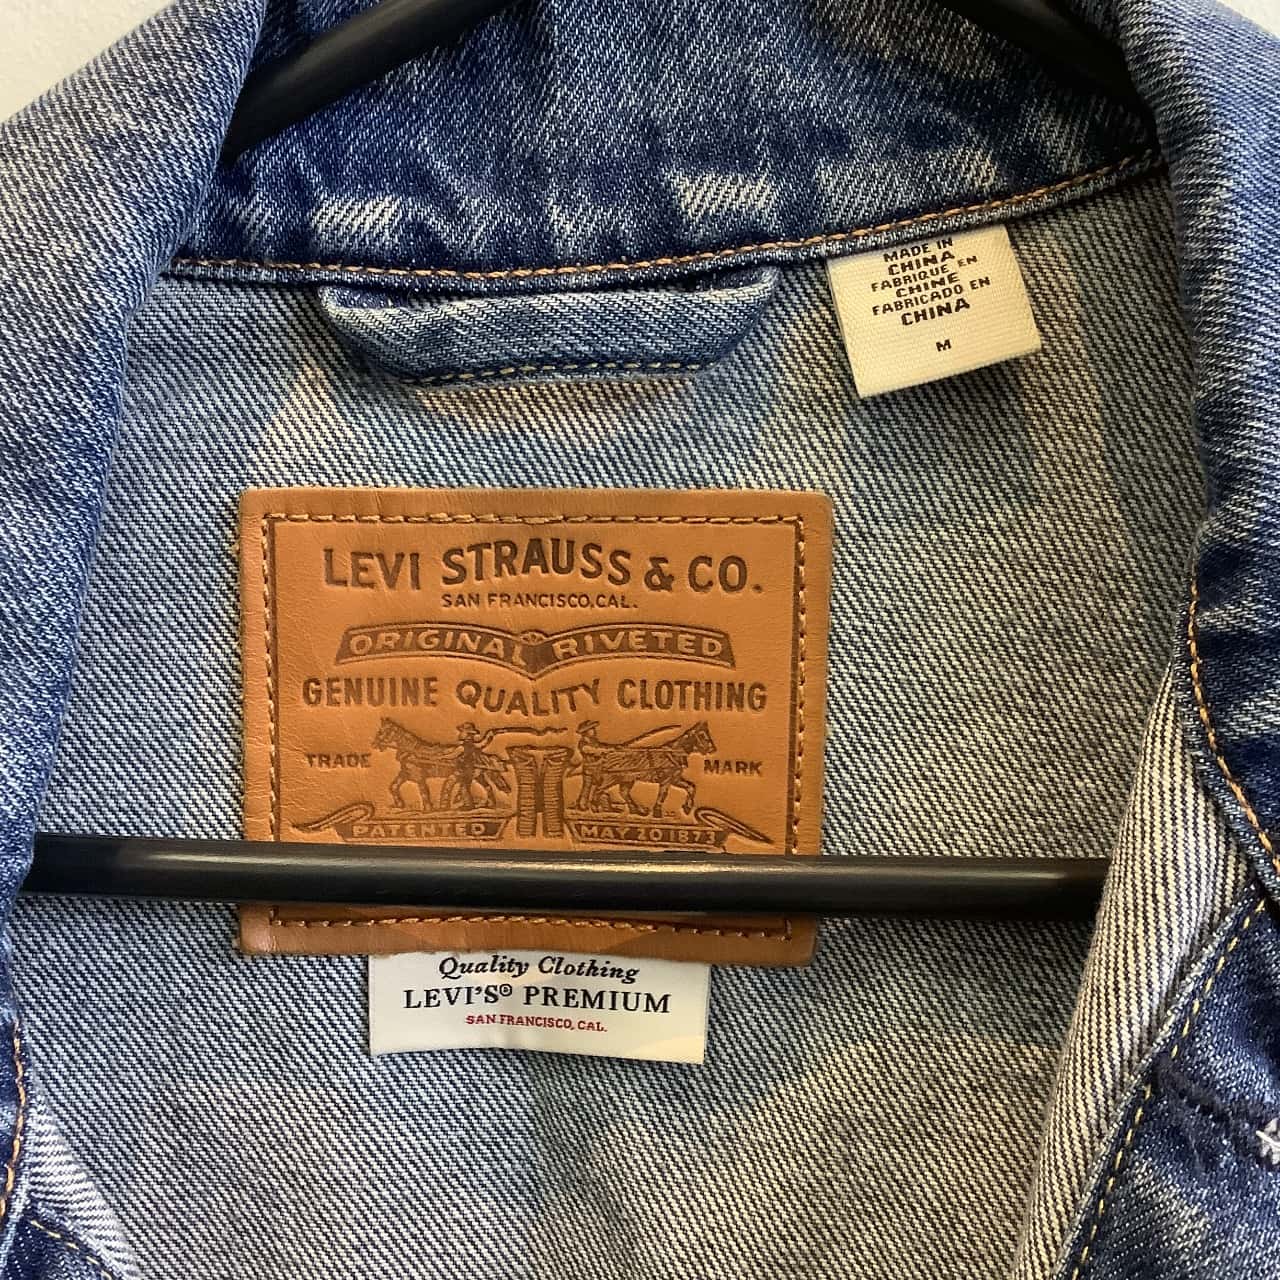 MADE IN
CHINA
FABRIQUE EN
CHINE
FABRICADO EN
CHINA
M
LEVI STRAUSS & CO.
SAN FRANCISCO, CAL.
ORIGINAL RIVETED
GENUINE QUALITY CLOTHING
TRADE MARK
PATENTED MAY 20 1873
Quality Clothing
LEVI'S® PREMIUM
SAN FRANCISCO, CAL.